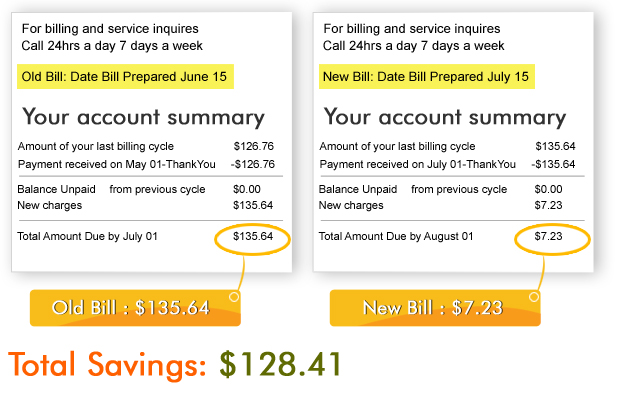 For billing and service inquires
Call 24hrs a day 7 days a week
Old Bill: Date Bill Prepared June 15
Your account summary
Amount of your last billing cycle $126.76
Payment received on May 01-ThankYou -$126.76
Balance Unpaid from previous cycle $0.00
New charges $135.64
Total Amount Due by July 01 $135.64
Old Bill : $135.64
For billing and service inquires
Call 24hrs a day 7 days a week
New Bill: Date Bill Prepared July 15
Your account summary
Amount of your last billing cycle $135.64
Payment received on July 01-ThankYou -$135.64
Balance Unpaid from previous cycle $0.00
New charges $7.23
Total Amount Due by August 01 $7.23
New Bill : $7.23
Total Savings: $128.41